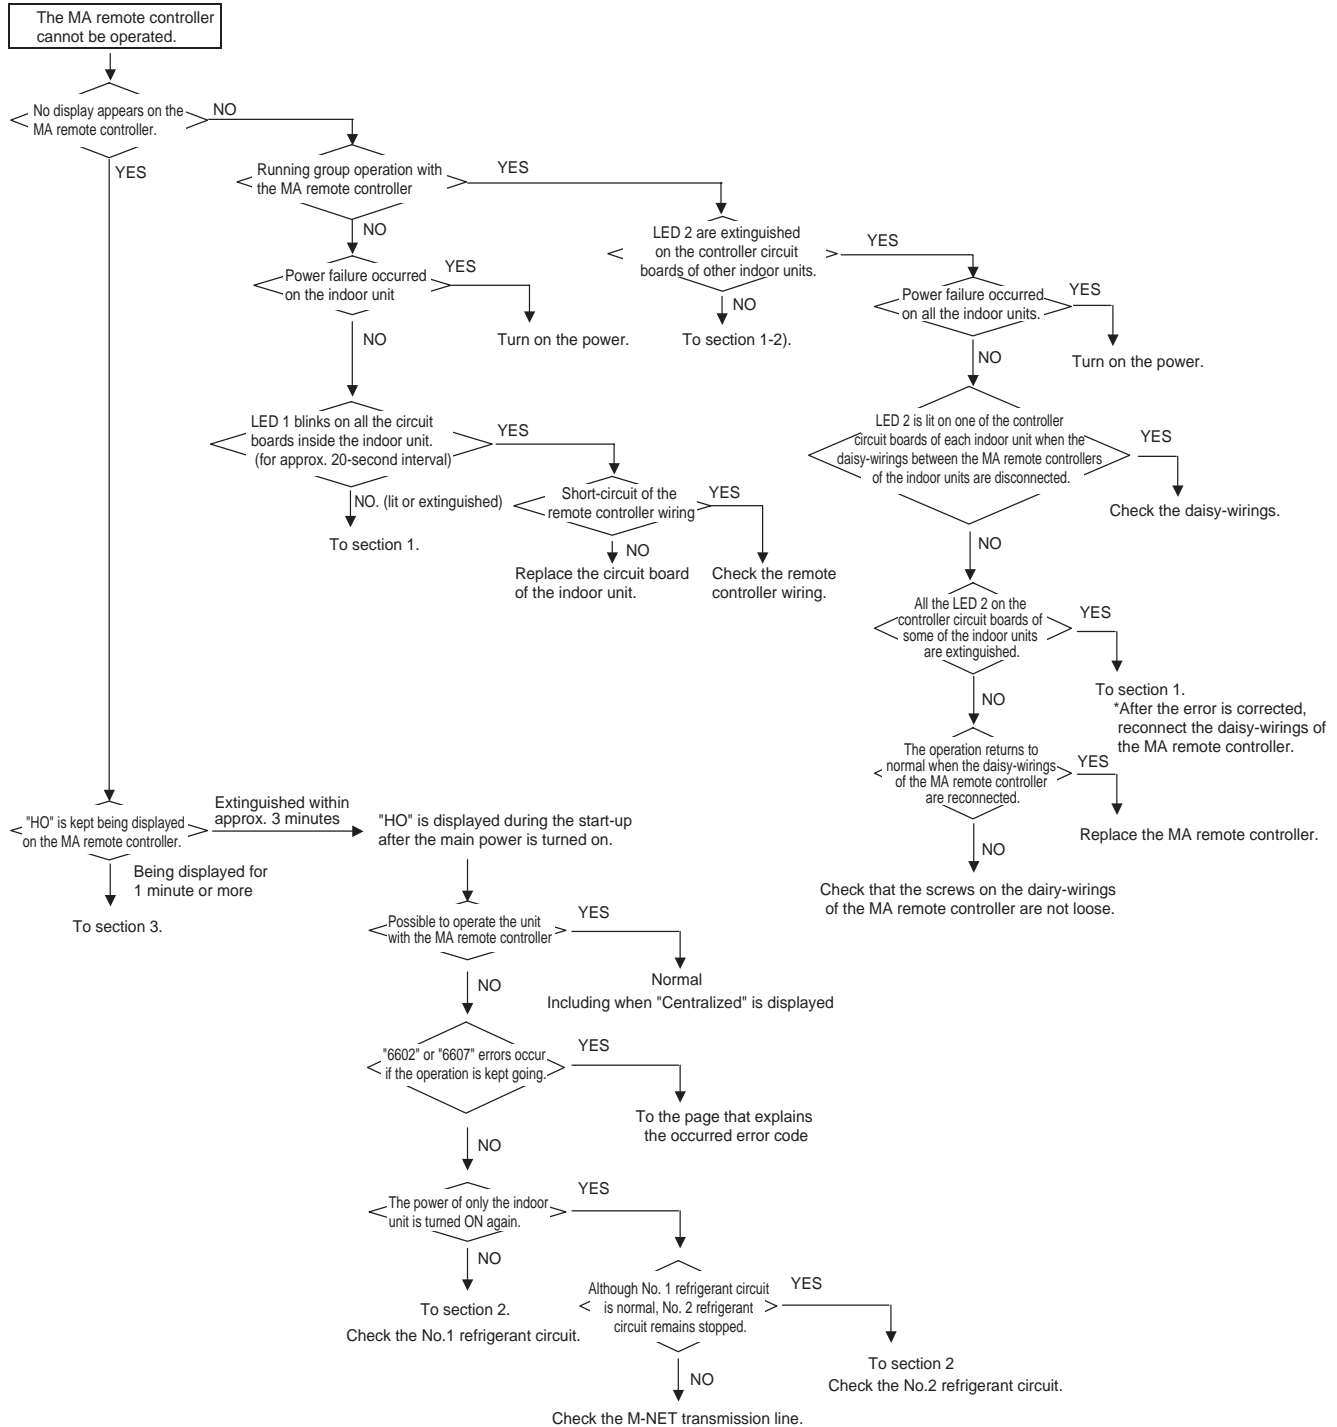 The MA remote controller
cannot be operated.
No display appears on the
MA remote controller.
NO
YES
Running group operation with
the MA remote controller
YES
NO
LED 2 are extinguished
on the controller circuit
boards of other indoor units.
YES
NO
To section 1-2).
Power failure occurred
on the indoor unit
YES
Turn on the power.
NO
Power failure occurred
on all the indoor units.
YES
Turn on the power.
NO
LED 1 blinks on all the circuit
boards inside the indoor unit.
(for approx. 20-second interval)
YES
NO. (lit or extinguished)
To section 1.
Short-circuit of the
remote controller wiring
YES
NO
Replace the circuit board
of the indoor unit.
Check the remote
controller wiring.
LED 2 is lit on one of the controller
circuit boards of each indoor unit when the
daisy-wirings between the MA remote controllers
of the indoor units are disconnected.
YES
Check the daisy-wirings.
NO
All the LED 2 on the
controller circuit boards of
some of the indoor units
are extinguished.
YES
To section 1.
*After the error is corrected,
reconnect the daisy-wirings of
the MA remote controller.
NO
The operation returns to
normal when the daisy-wirings
of the MA remote controller
are reconnected.
YES
Replace the MA remote controller.
NO
Check that the screws on the dairy-wirings
of the MA remote controller are not loose.
"HO" is kept being displayed
on the MA remote controller.
Extinguished within
approx. 3 minutes
Being displayed for
1 minute or more
To section 3.
"HO" is displayed during the start-up
after the main power is turned on.
Possible to operate the unit
with the MA remote controller
YES
Normal
Including when "Centralized" is displayed
NO
"6602" or "6607" errors occur
if the operation is kept going.
YES
To the page that explains
the occurred error code
NO
The power of only the indoor
unit is turned ON again.
YES
NO
To section 2.
Check the No.1 refrigerant circuit.
Although No. 1 refrigerant circuit
is normal, No. 2 refrigerant
circuit remains stopped.
YES
To section 2
Check the No.2 refrigerant circuit.
NO
Check the M-NET transmission line.